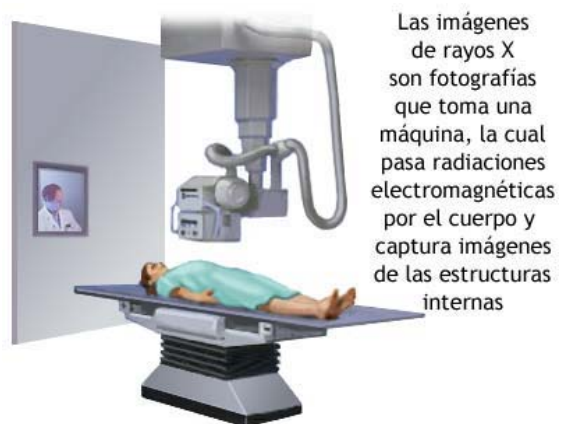 Las imágenes
de rayos X
son fotografías
que toma una
máquina, la cual
pasa radiaciones
electromagnéticas
por el cuerpo y
captura imágenes
de las estructuras
internas